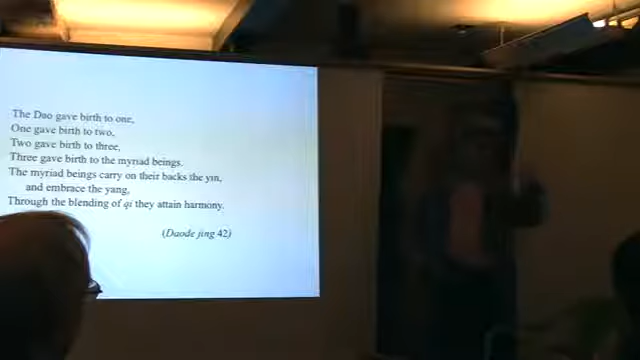 The Dao gave birth to one,
One gave birth to two,
Two gave birth to three,
Three gave birth to the myriad beings.
The myriad beings carry on their backs the yin,
and embrace the yang,
Through the blending of qi they attain harmony.
(Daode jing 42)